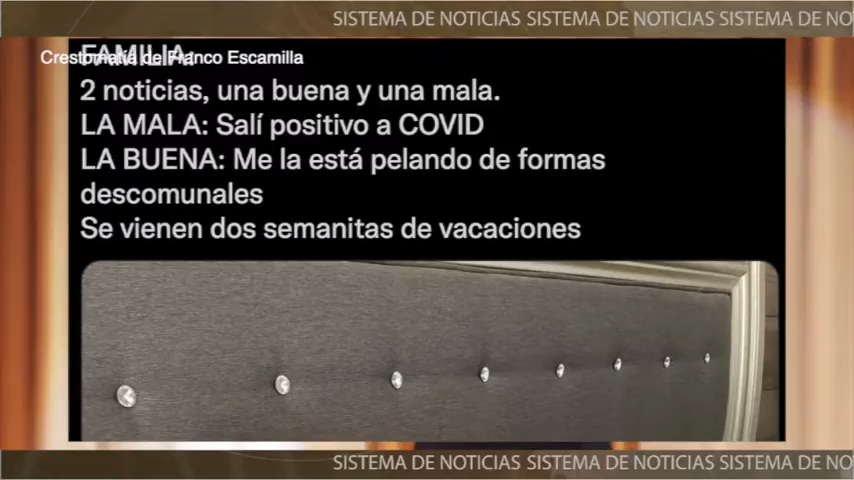 SISTEMA DE NOTICIAS SISTEMA DE NOTICIAS SISTEMA DE NO
FAMILIA:
Crestomatía de Franco Escamilla
2 noticias, una buena y una mala.
LA MALA: Salí positivo a COVID
LA BUENA: Me la está pelando de formas
descomunales
Se vienen dos semanitas de vacaciones
SISTEMA DE NOTICIAS SISTEMA DE NOTICIAS SISTEMA DE NO